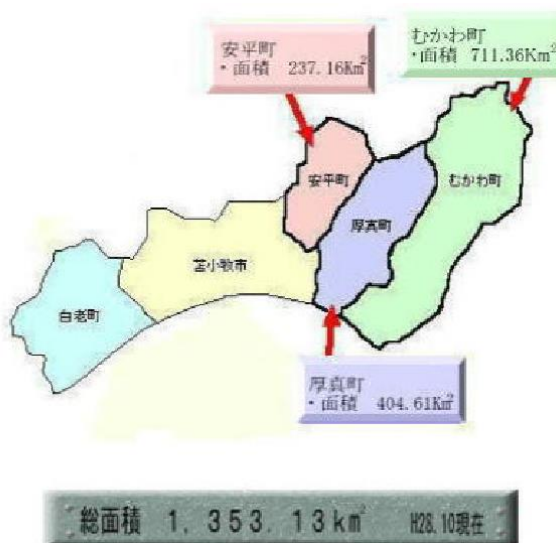 安平町
・面積 237.16Km²
むかわ町
・面積 711.36Km²
安平町
むかわ町
厚真町
苫小牧市
白老町
厚真町
・面積 404.61Km²
総面積 1,353.13km² H28.10現在